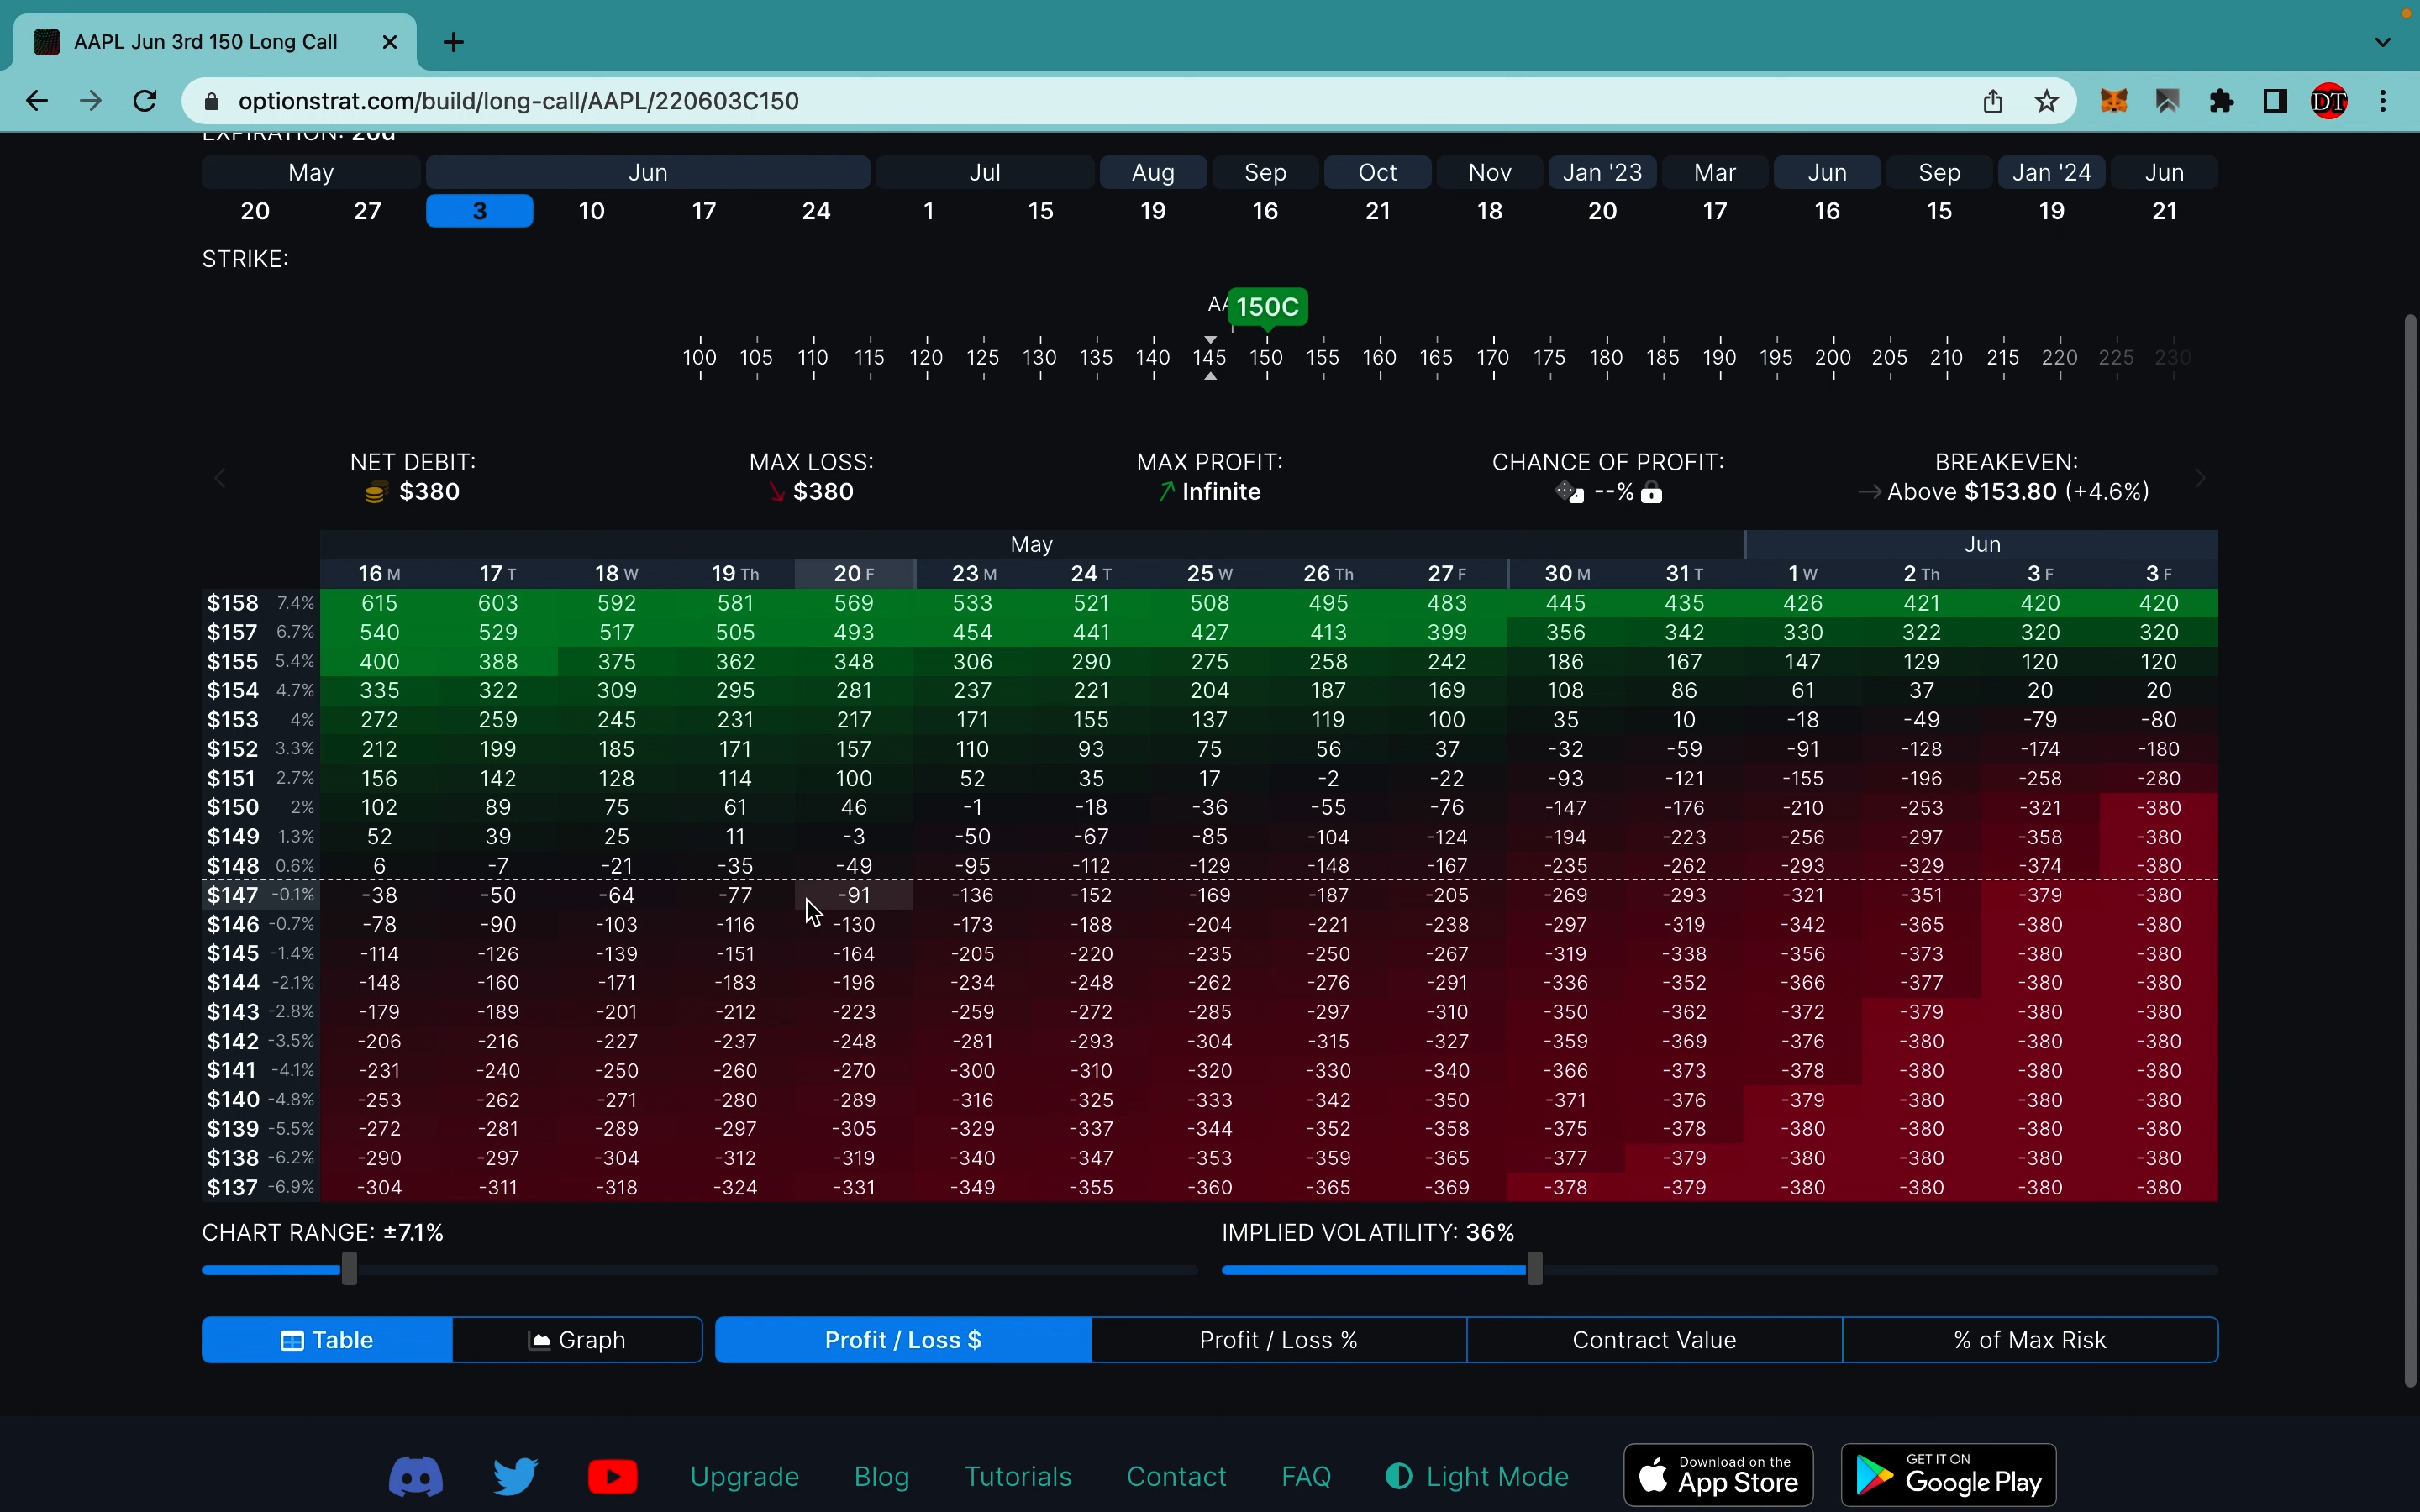 AAPL Jun 3rd 150 Long Call
optionstrat.com/build/long-call/AAPL/220603C150
DT
EXPIRATION: 20d
May Jun Jul Aug Sep Oct Nov Jan '23 Mar Jun Sep Jan '24 Jun
20 27 3 10 17 24 1 15 19 16 21 18 20 17 16 15 19 21
STRIKE:
AA 150C
100 105 110 115 120 125 130 135 140 145 150 155 160 165 170 175 180 185 190 195 200 205 210 215 220 225 230
NET DEBIT: MAX LOSS: MAX PROFIT: CHANCE OF PROFIT: BREAKEVEN:
$380 $380 Infinite --% Above $153.80 (+4.6%)
May Jun
16 M 17 T 18 W 19 Th 20 F 23 M 24 T 25 W 26 Th 27 F 30 M 31 T 1 W 2 Th 3 F 3 F
$158 7.4% 615 603 592 581 569 533 521 508 495 483 445 435 426 421 420 420
$157 6.7% 540 529 517 505 493 454 441 427 413 399 356 342 330 322 320 320
$155 5.4% 400 388 375 362 348 306 290 275 258 242 186 167 147 129 120 120
$154 4.7% 335 322 309 295 281 237 221 204 187 169 108 86 61 37 20 20
$153 4% 272 259 245 231 217 171 155 137 119 100 35 10 -18 -49 -79 -80
$152 3.3% 212 199 185 171 157 110 93 75 56 37 -32 -59 -91 -128 -174 -180
$151 2.7% 156 142 128 114 100 52 35 17 -2 -22 -93 -121 -155 -196 -258 -280
$150 2% 102 89 75 61 46 -1 -18 -36 -55 -76 -147 -176 -210 -253 -321 -380
$149 1.3% 52 39 25 11 -3 -50 -67 -85 -104 -124 -194 -223 -256 -297 -358 -380
$148 0.6% 6 -7 -21 -35 -49 -95 -112 -129 -148 -167 -235 -262 -293 -329 -374 -380
$147 -0.1% -38 -50 -64 -77 -91 -136 -152 -169 -187 -205 -269 -293 -321 -351 -379 -380
$146 -0.7% -78 -90 -103 -116 -130 -173 -188 -204 -221 -238 -297 -319 -342 -365 -380 -380
$145 -1.4% -114 -126 -139 -151 -164 -205 -220 -235 -250 -267 -319 -338 -356 -373 -380 -380
$144 -2.1% -148 -160 -171 -183 -196 -234 -248 -262 -276 -291 -336 -352 -366 -377 -380 -380
$143 -2.8% -179 -189 -201 -212 -223 -259 -272 -285 -297 -310 -350 -362 -372 -379 -380 -380
$142 -3.5% -206 -216 -227 -237 -248 -281 -293 -304 -315 -327 -359 -369 -376 -380 -380 -380
$141 -4.1% -231 -240 -250 -260 -270 -300 -310 -320 -330 -340 -366 -373 -378 -380 -380 -380
$140 -4.8% -253 -262 -271 -280 -289 -316 -325 -333 -342 -350 -371 -376 -379 -380 -380 -380
$139 -5.5% -272 -281 -289 -297 -305 -329 -337 -344 -352 -358 -375 -378 -380 -380 -380 -380
$138 -6.2% -290 -297 -304 -312 -319 -340 -347 -353 -359 -365 -377 -379 -380 -380 -380 -380
$137 -6.9% -304 -311 -318 -324 -331 -349 -355 -360 -365 -369 -378 -379 -380 -380 -380 -380
CHART RANGE: ±7.1% IMPLIED VOLATILITY: 36%
Table Graph Profit / Loss $ Profit / Loss % Contract Value % of Max Risk
Upgrade Blog Tutorials Contact FAQ Light Mode Download on the App Store GET IT ON Google Play